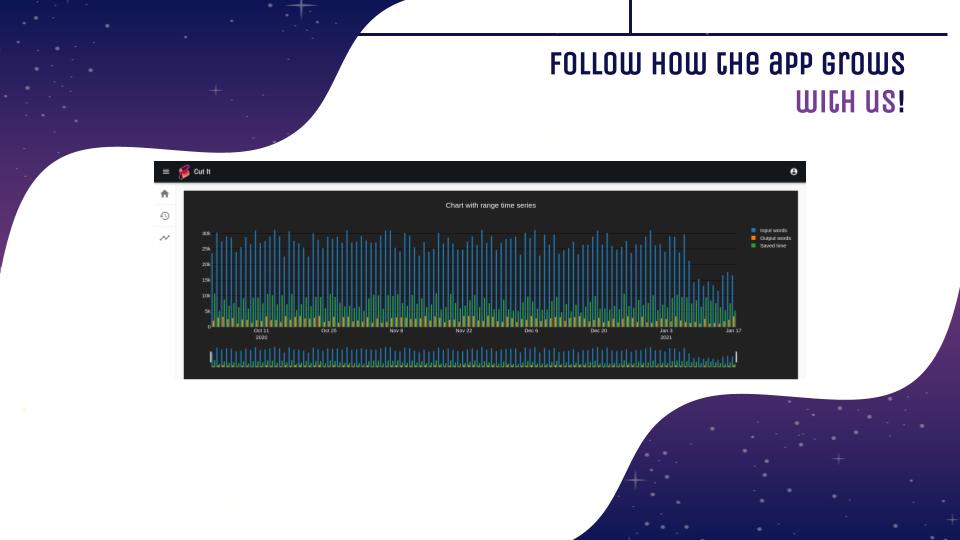 FOLLOW HOW THE APP GROWS
WITH US!
Cut It
Chart with range time series
Input words
Output words
Saved time
30k
25k
20k
15k
10k
5k
0
Oct 11
2020
Oct 25
Nov 8
Nov 22
Dec 6
Dec 20
Jan 3
2021
Jan 17